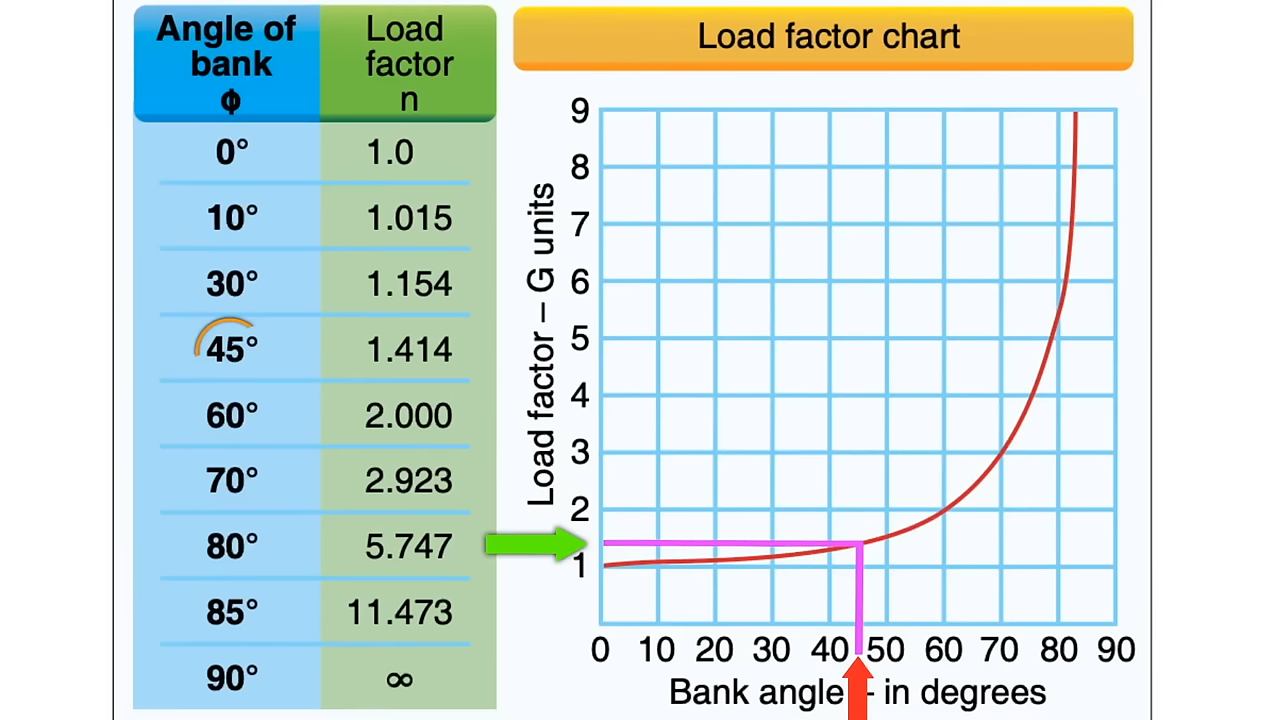 Angle of
bank
ϕ
Load
factor
n
0° 1.0
10° 1.015
30° 1.154
45° 1.414
60° 2.000
70° 2.923
80° 5.747
85° 11.473
90° ∞
Load factor chart
Load factor – G units
9
8
7
6
5
4
3
2
1
0 10 20 30 40 50 60 70 80 90
Bank angle - in degrees